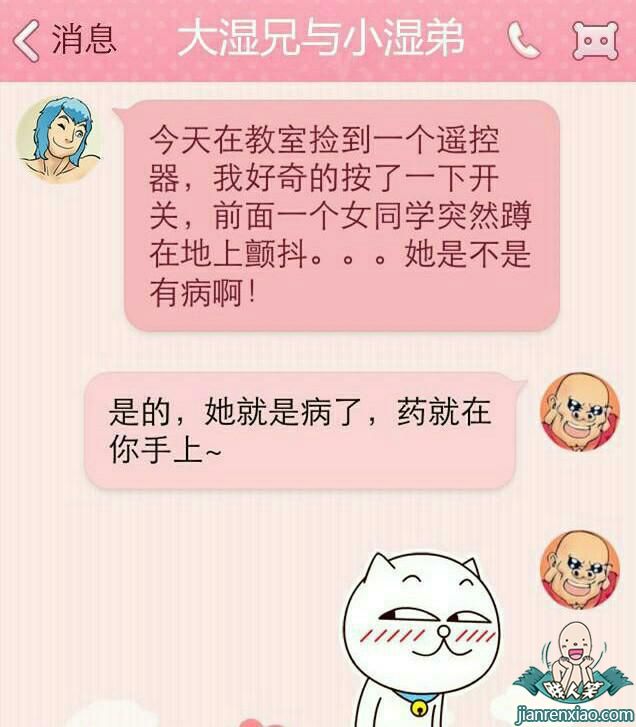 消息
大湿兄与小湿弟
今天在教室捡到一个遥控
器，我好奇的按了一下开
关，前面一个女同学突然蹲
在地上颤抖。。。她是不是
有病啊！
是的，她就是病了，药就在
你手上~
贱人笑
jianrenxiao.com